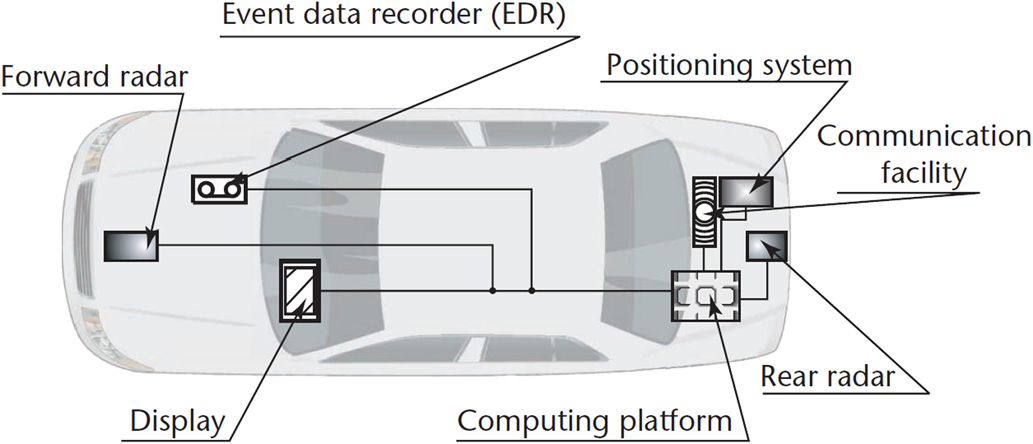 Event data recorder (EDR)
Forward radar
Positioning system
Communication
facility
Rear radar
Display
Computing platform